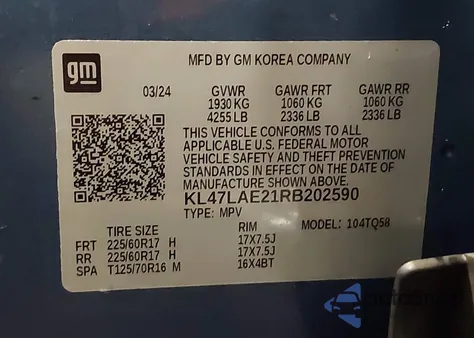 gm
MFD BY GM KOREA COMPANY
03/24 GVWR GAWR FRT GAWR RR
1930 KG 1060 KG 1060 KG
4255 LB 2336 LB 2336 LB
THIS VEHICLE CONFORMS TO ALL
APPLICABLE U.S. FEDERAL MOTOR
VEHICLE SAFETY AND THEFT PREVENTION
STANDARDS IN EFFECT ON THE DATE OF
MANUFACTURE SHOWN ABOVE.
KL47LAE21RB202590
TYPE: MPV MODEL: 104TQ58
TIRE SIZE RIM
FRT 225/60R17 H 17X7.5J
RR 225/60R17 H 17X7.5J
SPA T125/70R16 M 16X4BT